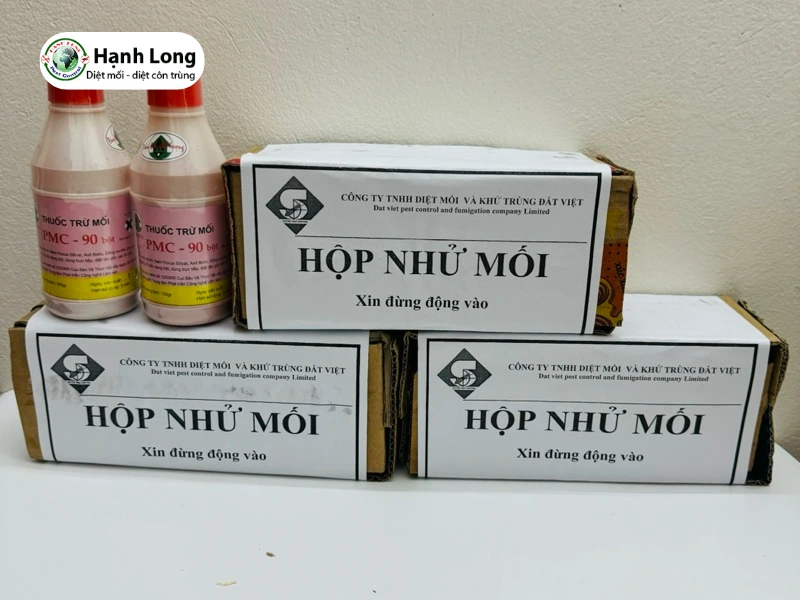 Hạnh Long
Diệt mối - diệt côn trùng
THUỐC TRỪ MỐI
PMC - 90 bột
THUỐC TRỪ MỐI
PMC - 90 bột
CÔNG TY TNHH DIỆT MỐI VÀ KHỬ TRÙNG ĐẤT VIỆT
Dat viet pest control and fumigation company Limited
HỘP NHỬ MỐI
Xin đừng động vào
CÔNG TY TNHH DIỆT MỐI VÀ KHỬ TRÙNG ĐẤT VIỆT
Dat viet pest control and fumigation company Limited
HỘP NHỬ MỐI
Xin đừng động vào
CÔNG TY TNHH DIỆT MỐI VÀ KHỬ TRÙNG ĐẤT VIỆT
Dat viet pest control and fumigation company Limited
HỘP NHỬ MỐI
Xin đừng động vào